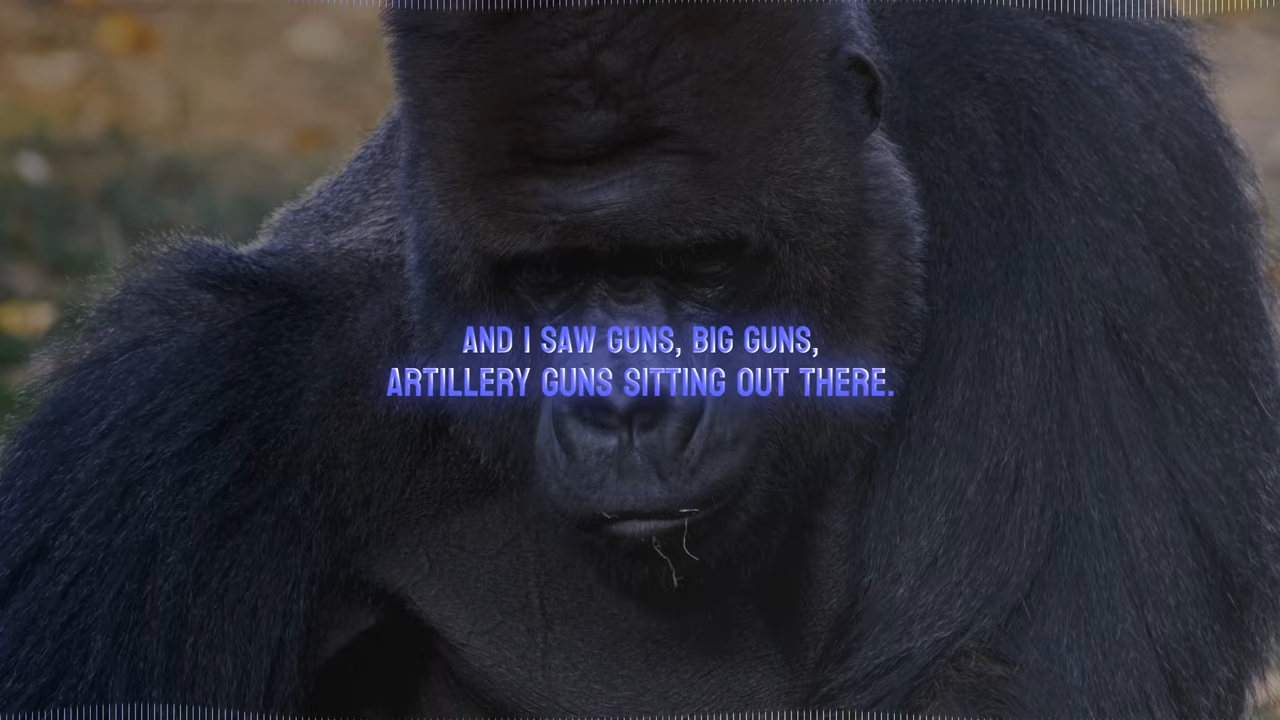 AND I SAW GUNS, BIG GUNS,
ARTILLERY GUNS SITTING OUT THERE.